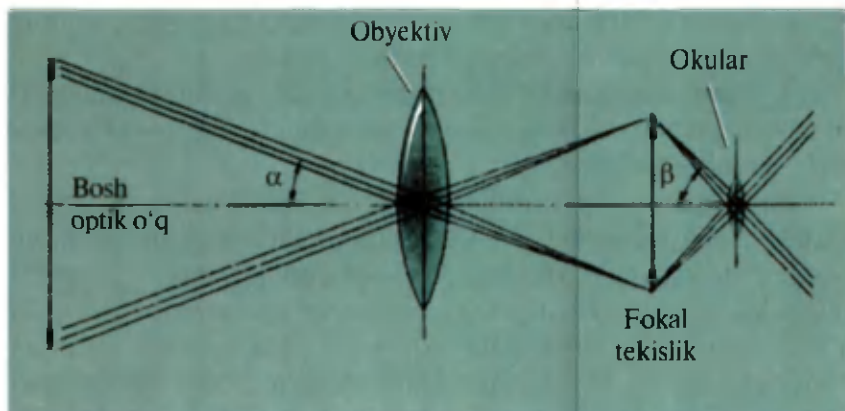 Obyektiv
Okular
α
β
Bosh
optik o‘q
Fokal
tekislik